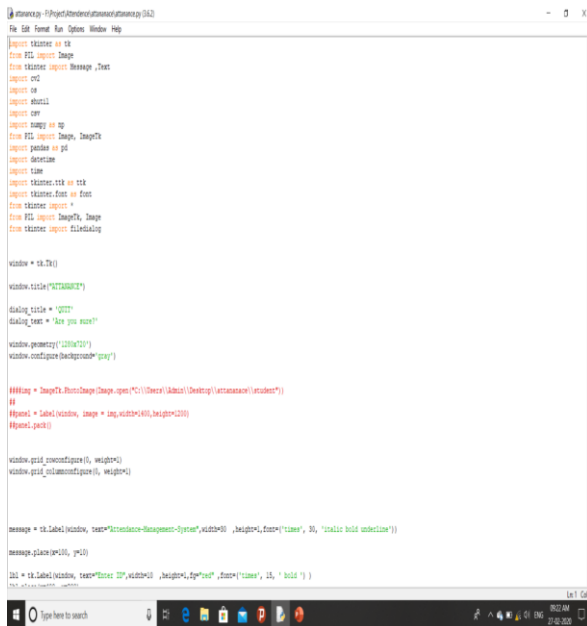 attanance.py - F:\Project\Attendence\attananace\attanance.py (3.6.2)
File Edit Format Run Options Window Help
import tkinter as tk
from PIL import Image
from tkinter import Message ,Text
import cv2
import os
import shutil
import csv
import numpy as np
from PIL import Image, ImageTk
import pandas as pd
import datetime
import time
import tkinter.ttk as ttk
import tkinter.font as font
from tkinter import *
from PIL import ImageTk, Image
from tkinter import filedialog
window = tk.Tk()
window.title("ATTANANCE")
dialog_title = 'QUIT'
dialog_text = 'Are you sure?'
window.geometry('1280x720')
window.configure(background='gray')
####img = ImageTk.PhotoImage(Image.open("C:\\Users\\Admin\\Desktop\\attananace\\student"))
##
##panel = Label(window, image = img,width=1400,height=1200)
##panel.pack()
window.grid_rowconfigure(0, weight=1)
window.grid_columnconfigure(0, weight=1)
message = tk.Label(window, text="Attendance-Management-System",width=50 ,height=1,font=('times', 30, 'italic bold underline'))
message.place(x=100, y=10)
lbl = tk.Label(window, text="Enter ID",width=10 ,height=1,fg="red" ,font=('times', 15, ' bold ') )
Ln: 1 Col
Type here to search
ENG
09:22 AM
27-02-2020